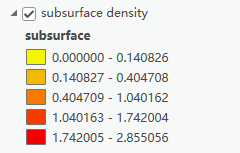 subsurface density
subsurface
0.000000 - 0.140826
0.140827 - 0.404708
0.404709 - 1.040162
1.040163 - 1.742004
1.742005 - 2.855056